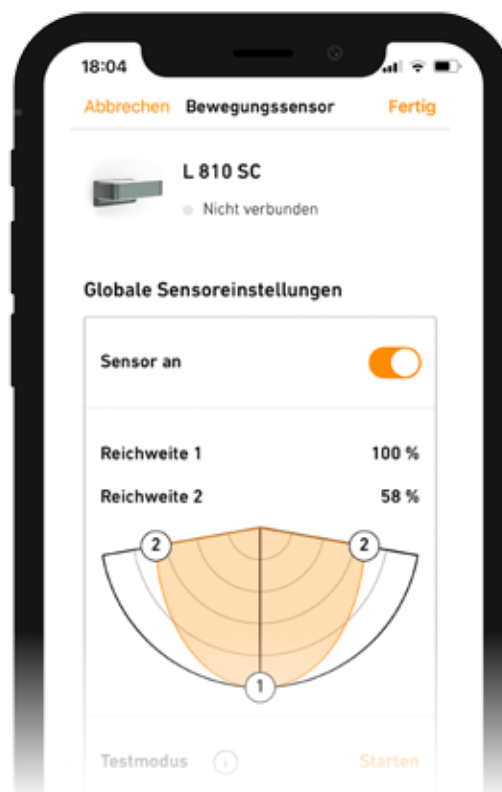 18:04
Abbrechen Bewegungssensor Fertig
L 810 SC
Nicht verbunden
Globale Sensoreinstellungen
Sensor an
Reichweite 1 100 %
Reichweite 2 58 %
2 2
1
Testmodus i Starten